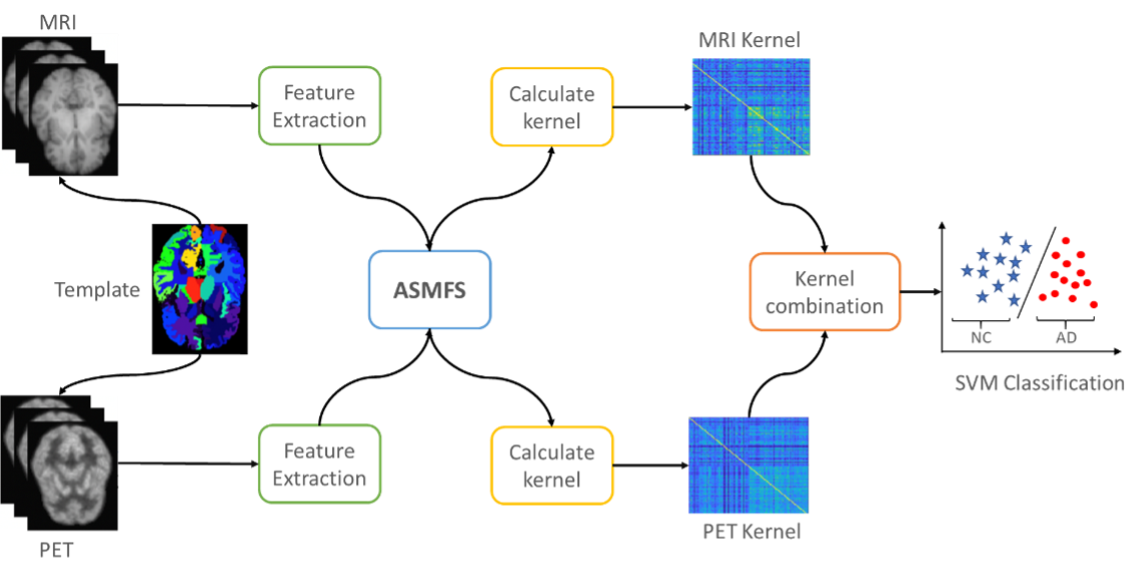 MRI
Feature
Extraction
Calculate
kernel
MRI Kernel
Template
ASMFS
Kernel
combination
NC
AD
SVM Classification
Feature
Extraction
Calculate
kernel
PET Kernel
PET